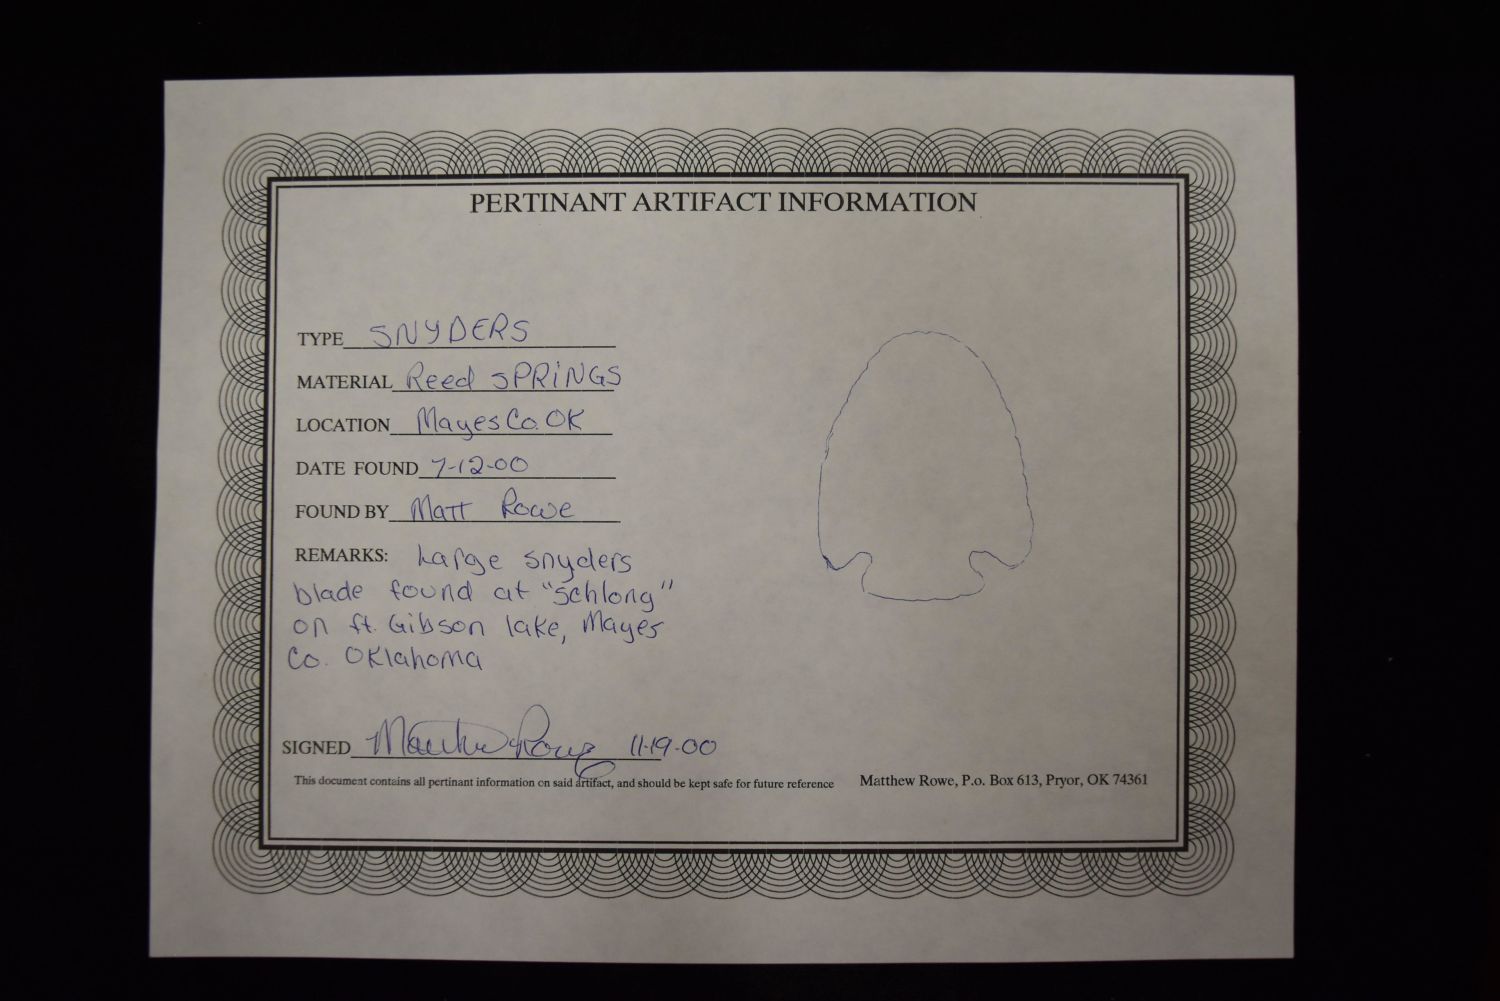 PERTINANT ARTIFACT INFORMATION
TYPE SNYDERS
MATERIAL Reed SPRINGS
LOCATION Mayes Co. OK
DATE FOUND 7-12-00
FOUND BY Matt Rowe
REMARKS: Large snyders
blade found at "schlong"
on ft. Gibson lake, Mayes
Co. Oklahoma
SIGNED Matthew Rowe 11-19-00
This document contains all pertinant information on said artifact, and should be kept safe for future reference
Matthew Rowe, P.o. Box 613, Pryor, OK 74361